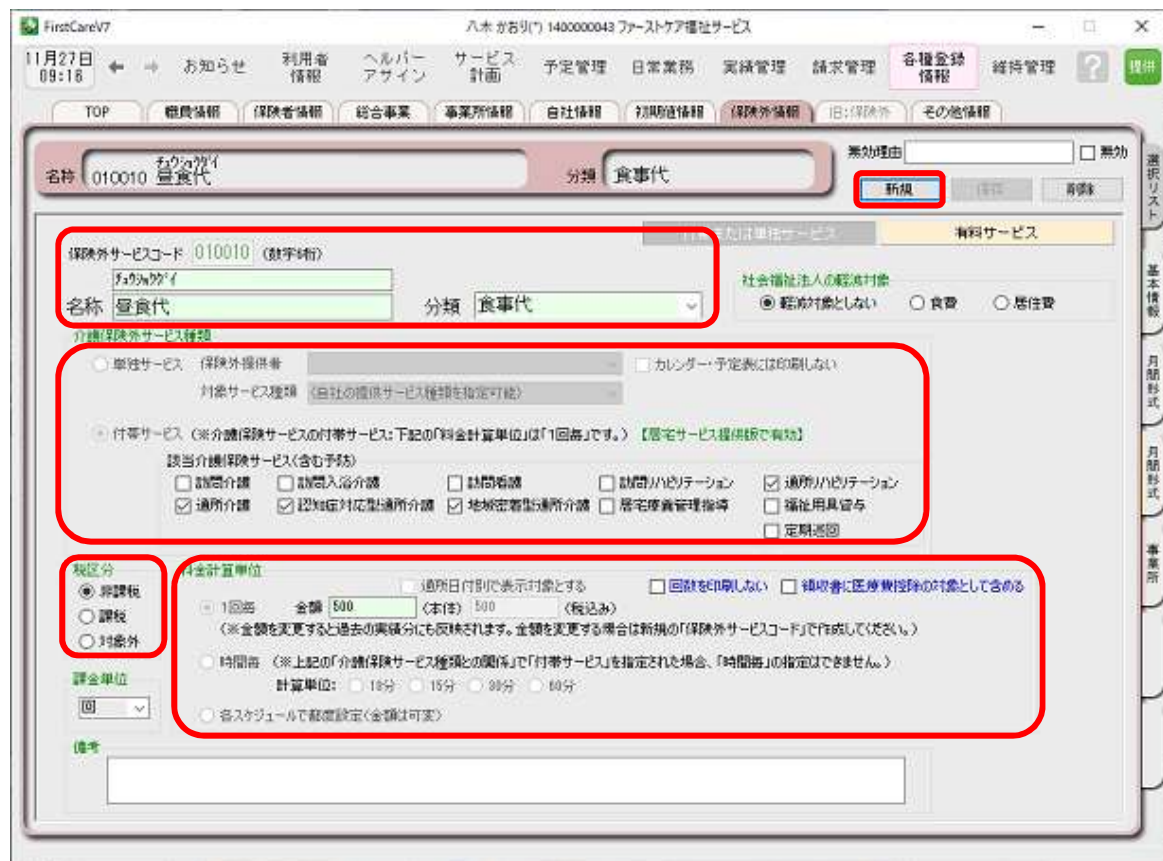 FirstCareV7 八木 かおり(*) 1400000043 ファーストケア福祉サービス
11月27日 09:16 ← → お知らせ 利用者情報 ヘルパーアサイン サービス計画 予定管理 日常業務 実績管理 請求管理 各種登録情報 維持管理 ? 提供
TOP 職員情報 保険者情報 総合事業 事業所情報 自社情報 初期値情報 保険外情報 旧:保険外 その他情報
無効理由 無効
チュウショクダイ
名称 010010 昼食代 分類 食事代
新規 保存 削除
付帯または単独サービス 有料サービス
保険外サービスコード 010010 (数字6桁)
チュウショクダイ
名称 昼食代 分類 食事代
社会福祉法人の軽減対象
軽減対象としない 食費 居住費
介護保険外サービス種類
単独サービス 保険外提供者 カレンダー・予定表には印刷しない
対象サービス種類 (自社の提供サービス種類を指定可能)
付帯サービス (※介護保険サービスの付帯サービス:下記の「料金計算単位」は「1回毎」です。) 【居宅サービス提供版で有効】
該当介護保険サービス(含む予防)
訪問介護 訪問入浴介護 訪問看護 訪問リハビリテーション 通所リハビリテーション
通所介護 認知症対応型通所介護 地域密着型通所介護 居宅療養管理指導 福祉用具貸与
定期巡回
税区分
非課税
課税
対象外
料金計算単位
通所日付別で表示対象とする 回数を印刷しない 領収書に医療費控除の対象として含める
1回毎 金額 500 (本体) 500 (税込み)
(※金額を変更すると過去の実績分にも反映されます。金額を変更する場合は新規の「保険外サービスコード」で作成してください。)
時間毎 (※上記の「介護保険サービス種類との関係」で「付帯サービス」を指定された場合、「時間毎」の指定はできません。)
計算単位: 10分 15分 30分 60分
各スケジュールで都度設定(金額は可変)
課金単位
回
備考
選択リスト
基本情報
月間形式
月間形式
事業所